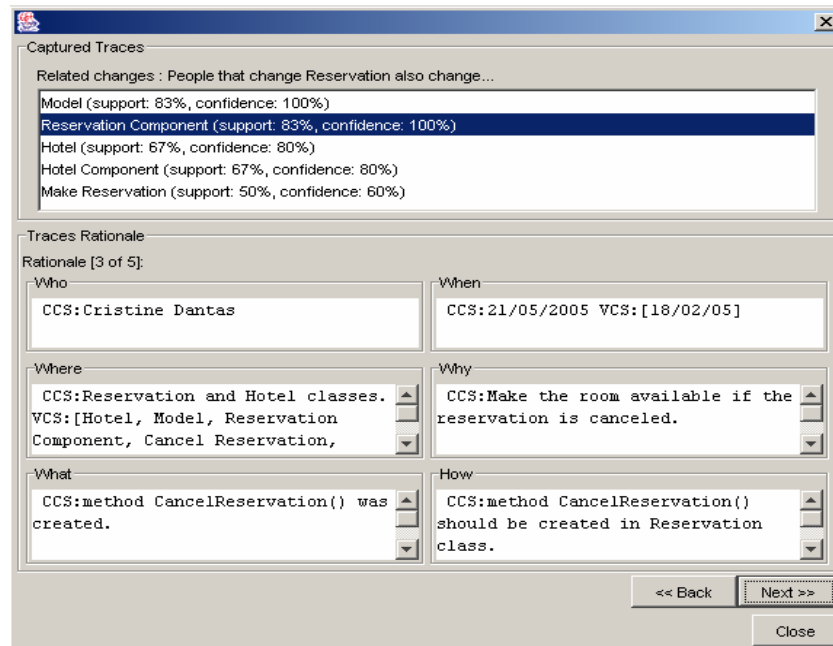 Captured Traces
Related changes : People that change Reservation also change...
Model (support: 83%, confidence: 100%)
Reservation Component (support: 83%, confidence: 100%)
Hotel (support: 67%, confidence: 80%)
Hotel Component (support: 67%, confidence: 80%)
Make Reservation (support: 50%, confidence: 60%)
Traces Rationale
Rationale [3 of 5]:
Who
CCS:Cristine Dantas
When
CCS:21/05/2005 VCS:[18/02/05]
Where
CCS:Reservation and Hotel classes.
VCS:[Hotel, Model, Reservation
Component, Cancel Reservation,
Why
CCS:Make the room available if the
reservation is canceled.
What
CCS:method CancelReservation() was
created.
How
CCS:method CancelReservation()
should be created in Reservation
class.
<< Back
Next >>
Close